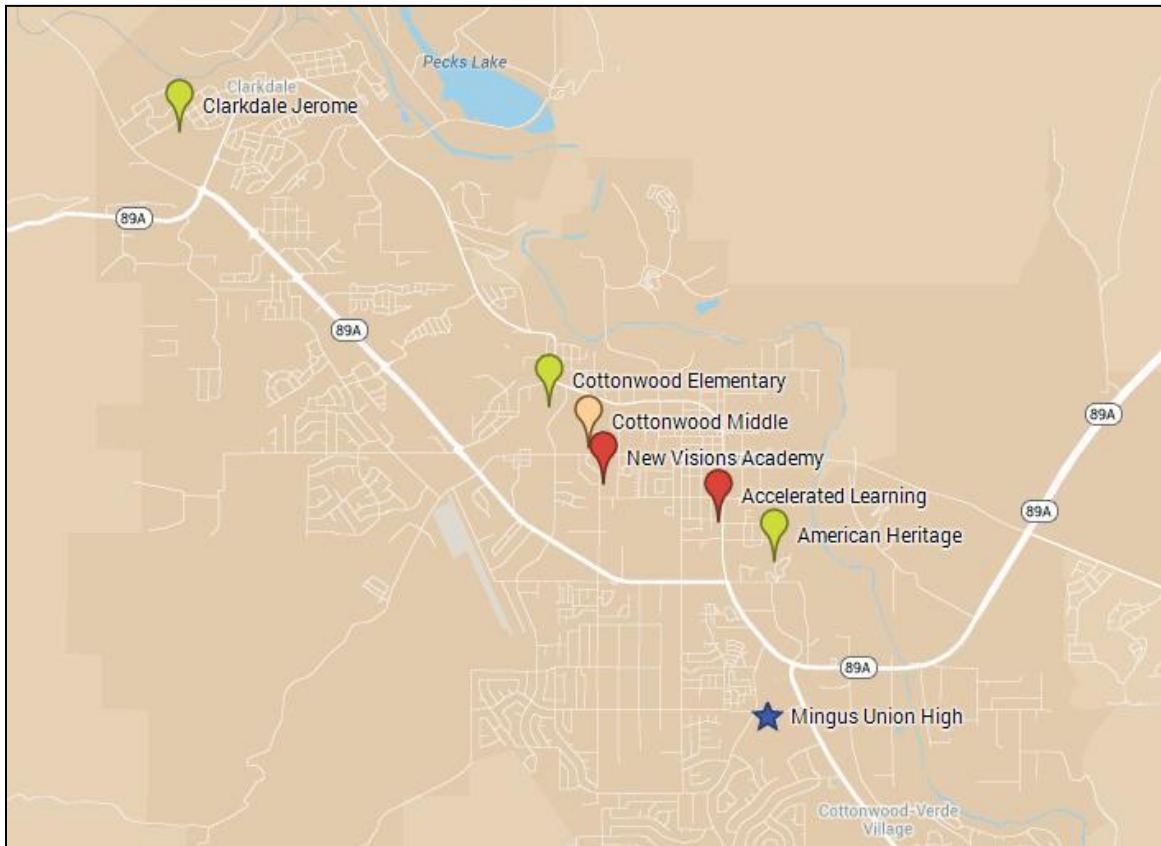 Pecks Lake
Clarkdale
Clarkdale Jerome
89A
89A
Cottonwood Elementary
89A
Cottonwood Middle
New Visions Academy
Accelerated Learning
89A
American Heritage
89A
Mingus Union High
Cottonwood-Verde
Village